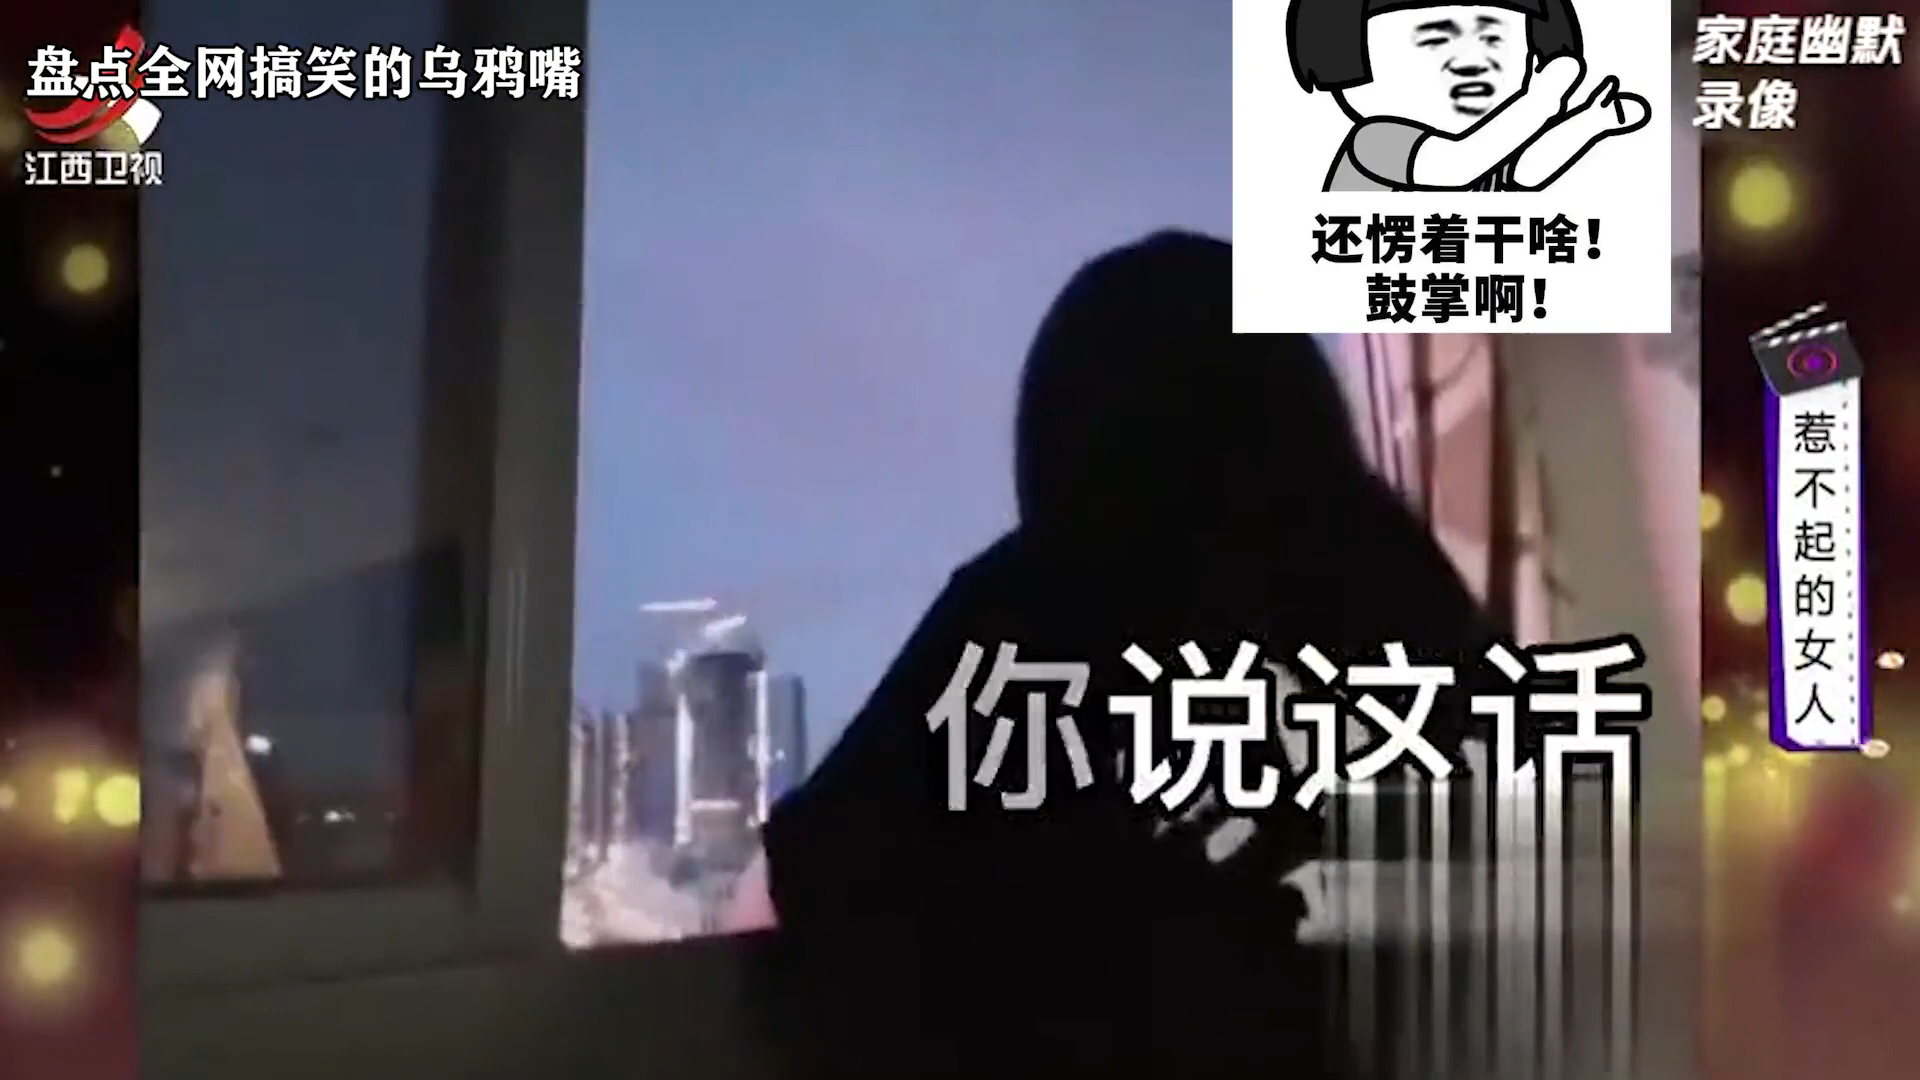 盘点全网搞笑的乌鸦嘴
江西卫视
还愣着干啥!
鼓掌啊!
家庭幽默
录像
惹不起的女人
你说这话